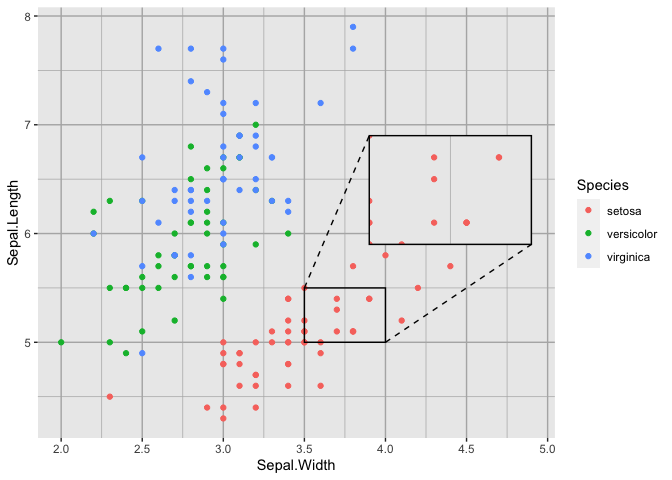 8
7
6
5
Sepal.Length
2.0 2.5 3.0 3.5 4.0 4.5 5.0
Sepal.Width
Species
setosa
versicolor
virginica